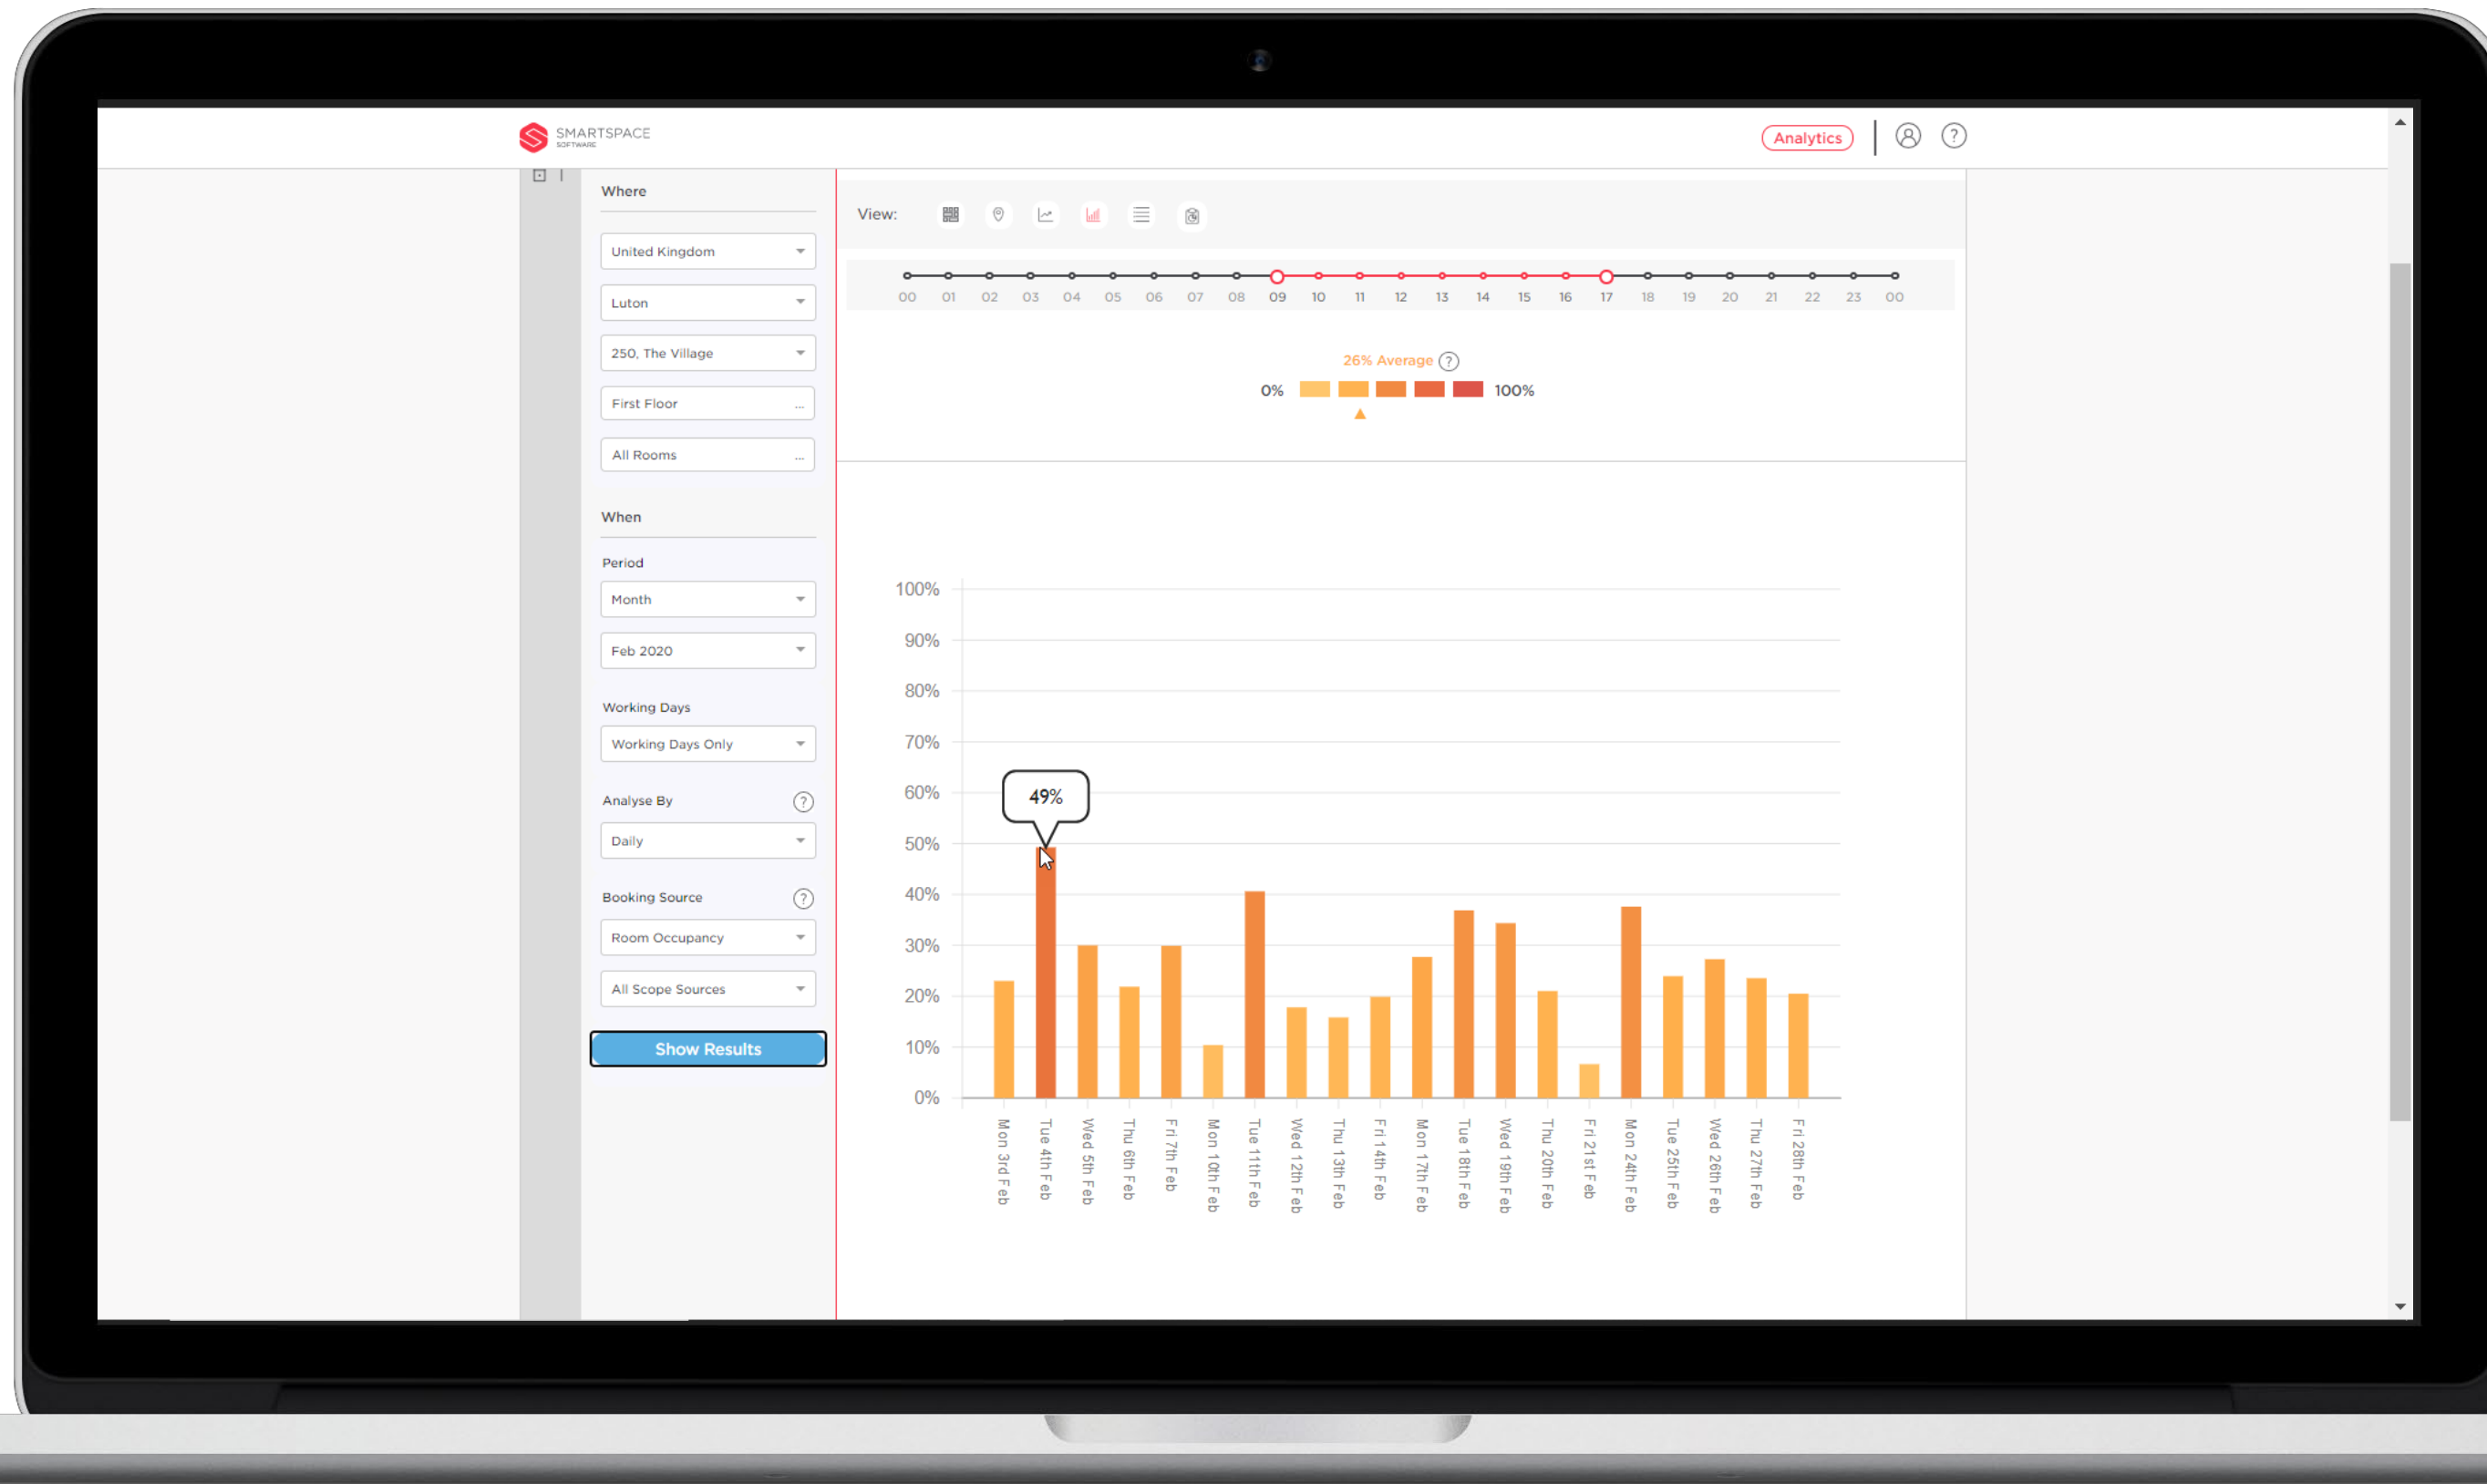 SMARTSPACE
SOFTWARE
Analytics
?
Where
United Kingdom
Luton
250, The Village
First Floor ...
All Rooms ...
When
Period
Month
Feb 2020
Working Days
Working Days Only
Analyse By ?
Daily
Booking Source ?
Room Occupancy
All Scope Sources
Show Results
View:
00 01 02 03 04 05 06 07 08 09 10 11 12 13 14 15 16 17 18 19 20 21 22 23 00
26% Average ?
0% 100%
100%
90%
80%
70%
60%
50%
40%
30%
20%
10%
0%
49%
Mon 3rd Feb
Tue 4th Feb
Wed 5th Feb
Thu 6th Feb
Fri 7th Feb
Mon 10th Feb
Tue 11th Feb
Wed 12th Feb
Thu 13th Feb
Fri 14th Feb
Mon 17th Feb
Tue 18th Feb
Wed 19th Feb
Thu 20th Feb
Fri 21st Feb
Mon 24th Feb
Tue 25th Feb
Wed 26th Feb
Thu 27th Feb
Fri 28th Feb